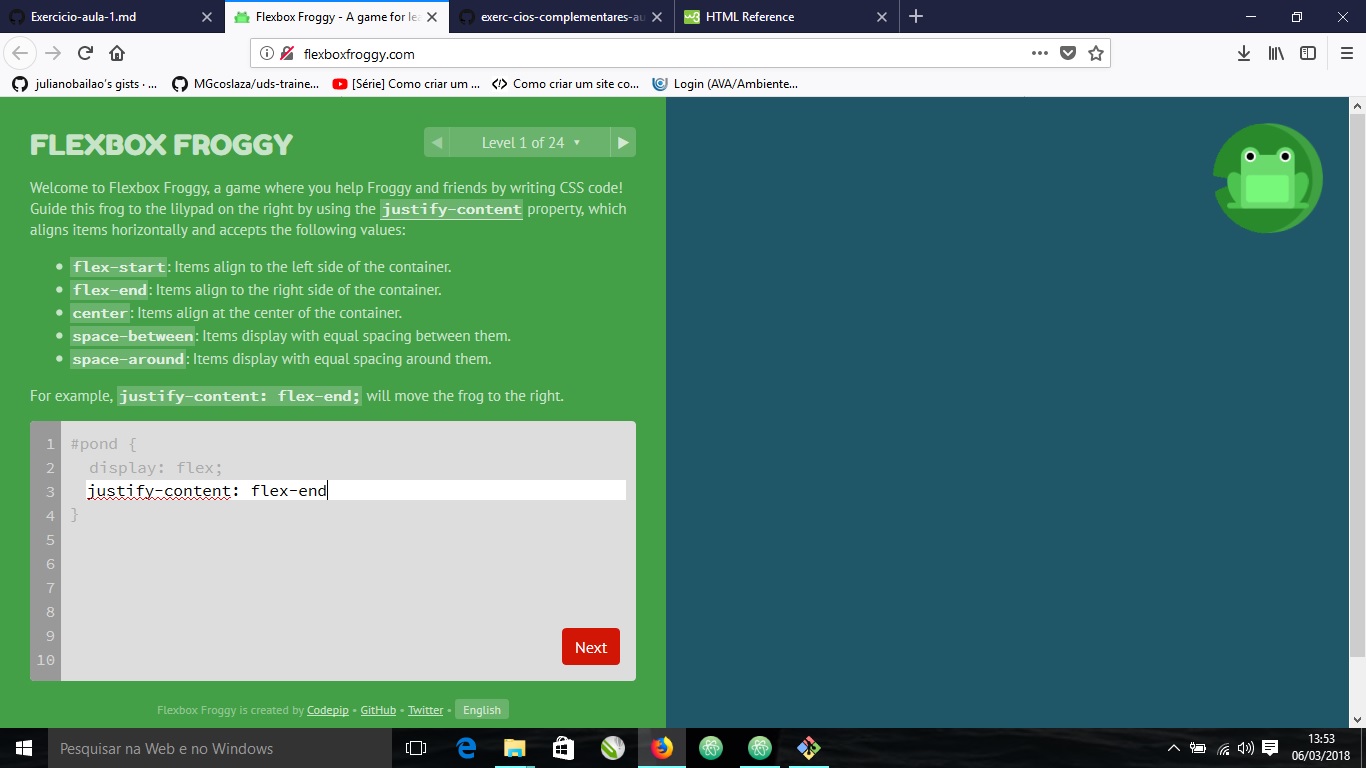 Exercicio-aula-1.md
Flexbox Froggy - A game for lea
exerc-cios-complementares-au
HTML Reference
flexboxfroggy.com
julianobailao's gists · ...
MGcoslaza/uds-traine...
[Série] Como criar um ...
Como criar um site co...
Login (AVA/Ambiente...
FLEXBOX FROGGY
Level 1 of 24
Welcome to Flexbox Froggy, a game where you help Froggy and friends by writing CSS code!
Guide this frog to the lilypad on the right by using the justify-content property, which
aligns items horizontally and accepts the following values:
flex-start: Items align to the left side of the container.
flex-end: Items align to the right side of the container.
center: Items align at the center of the container.
space-between: Items display with equal spacing between them.
space-around: Items display with equal spacing around them.
For example, justify-content: flex-end; will move the frog to the right.
1 #pond {
2 display: flex;
3 justify-content: flex-end
4 }
5
6
7
8
9
10
Next
Flexbox Froggy is created by Codepip • GitHub • Twitter • English
Pesquisar na Web e no Windows
13:53
06/03/2018